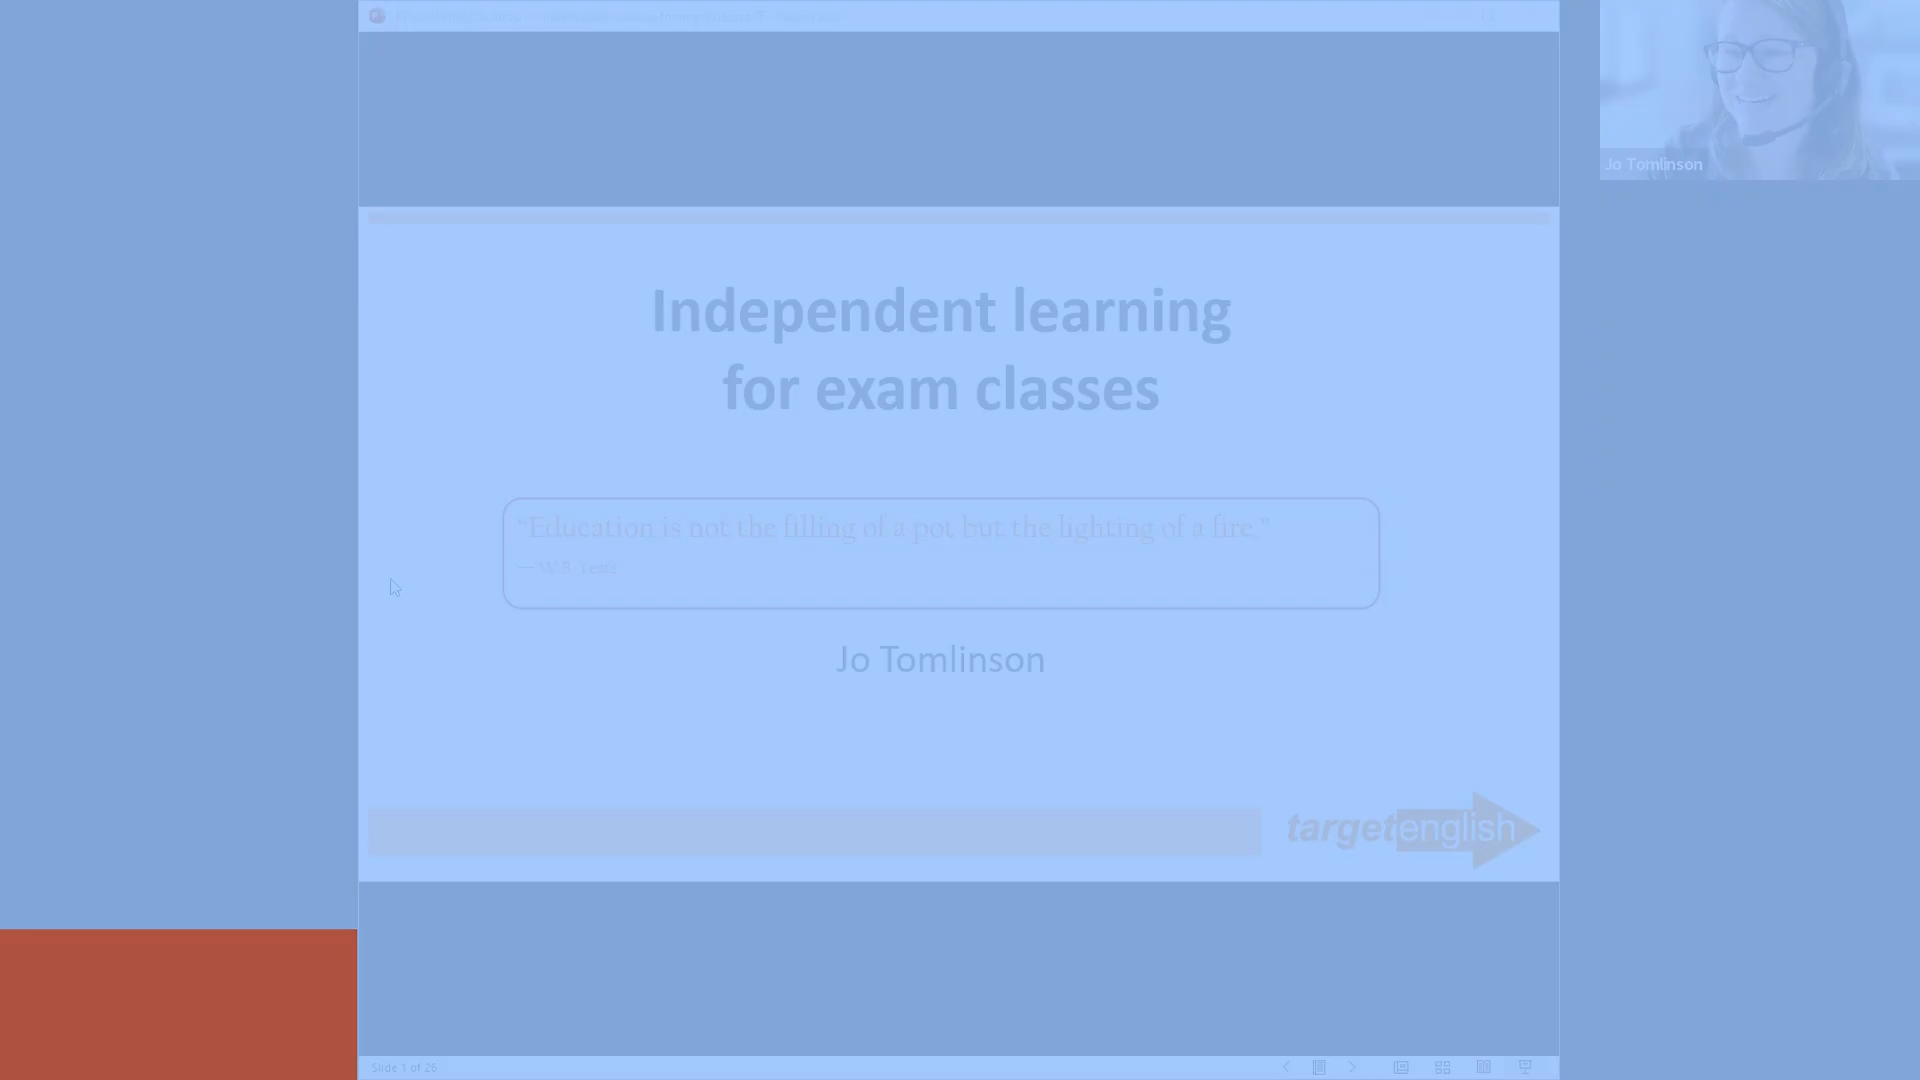 Jo Tomlinson
Independent learning
for exam classes
“Education is not the filling of a pot but the lighting of a fire.”
— W.B. Yeats
Jo Tomlinson
targetenglish
Slide 1 of 26